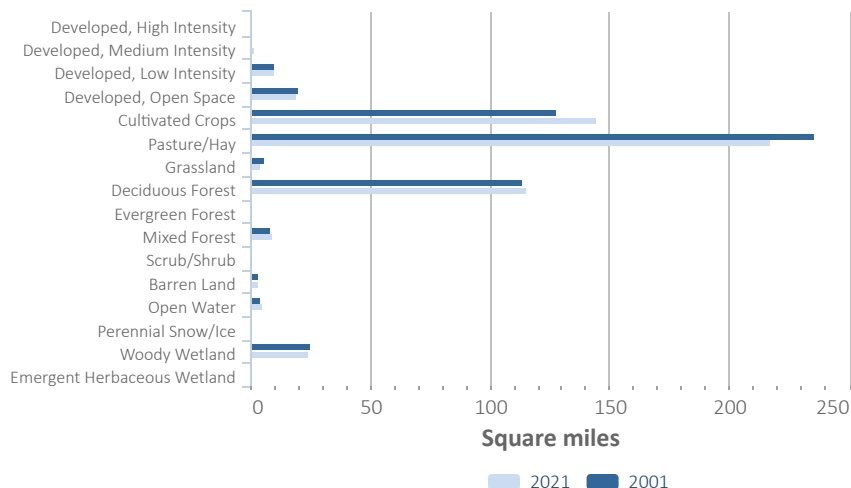 Developed, High Intensity
Developed, Medium Intensity
Developed, Low Intensity
Developed, Open Space
Cultivated Crops
Pasture/Hay
Grassland
Deciduous Forest
Evergreen Forest
Mixed Forest
Scrub/Shrub
Barren Land
Open Water
Perennial Snow/Ice
Woody Wetland
Emergent Herbaceous Wetland
0 50 100 150 200 250
Square miles
2021 2001